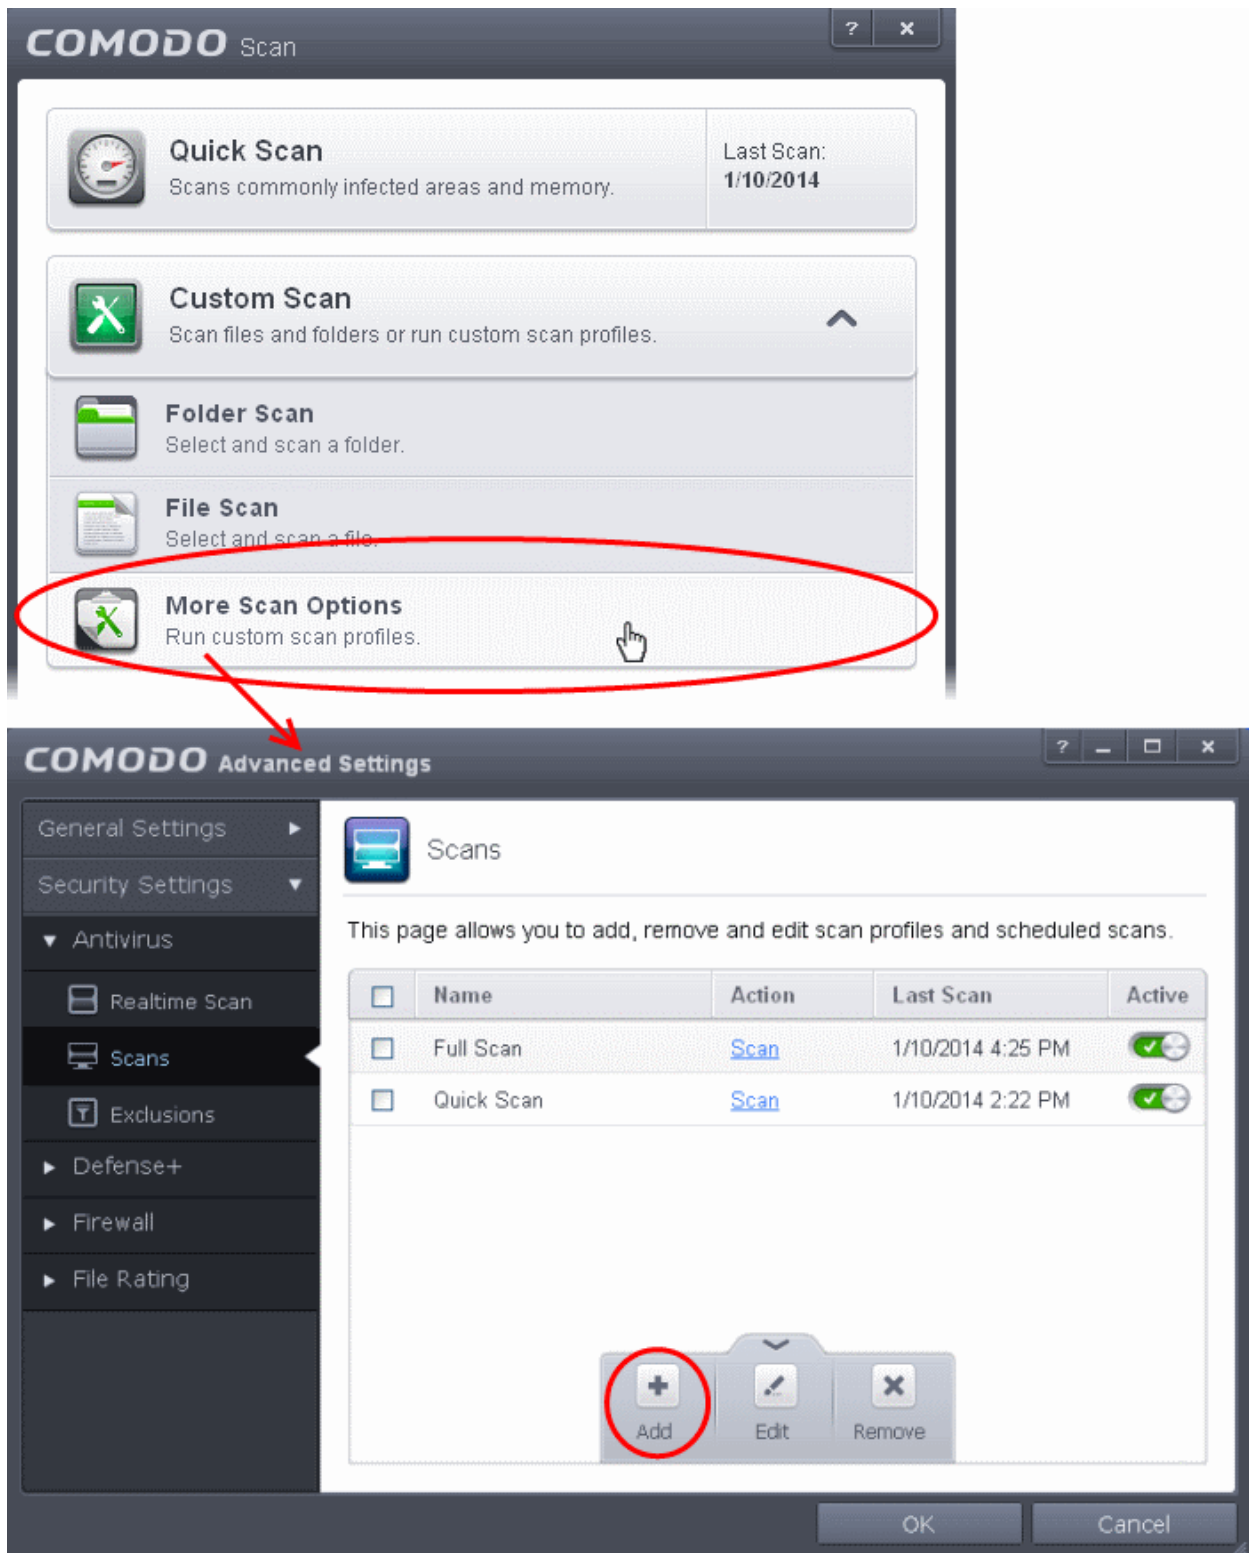 COMODO Scan
?
Quick Scan
Scans commonly infected areas and memory.
Last Scan:
1/10/2014
Custom Scan
Scan files and folders or run custom scan profiles.
Folder Scan
Select and scan a folder.
File Scan
Select and scan a file.
More Scan Options
Run custom scan profiles.
COMODO Advanced Settings
?
General Settings
Security Settings
Antivirus
Realtime Scan
Scans
Exclusions
Defense+
Firewall
File Rating
Scans
This page allows you to add, remove and edit scan profiles and scheduled scans.
Name Action Last Scan Active
Full Scan Scan 1/10/2014 4:25 PM
Quick Scan Scan 1/10/2014 2:22 PM
Add Edit Remove
OK Cancel